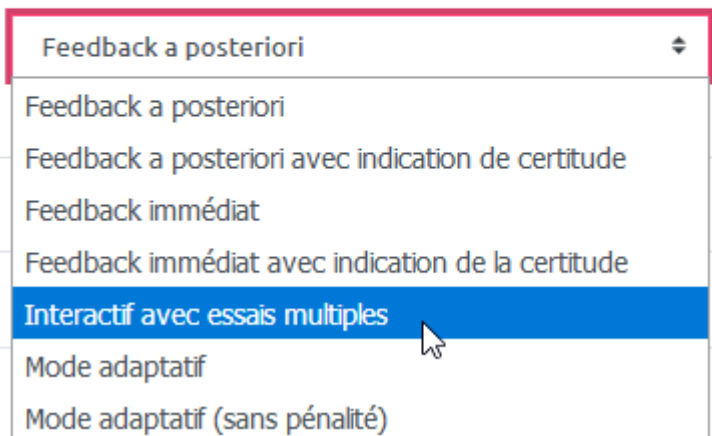 Feedback a posteriori
Feedback a posteriori
Feedback a posteriori avec indication de certitude
Feedback immédiat
Feedback immédiat avec indication de la certitude
Interactif avec essais multiples
Mode adaptatif
Mode adaptatif (sans pénalité)